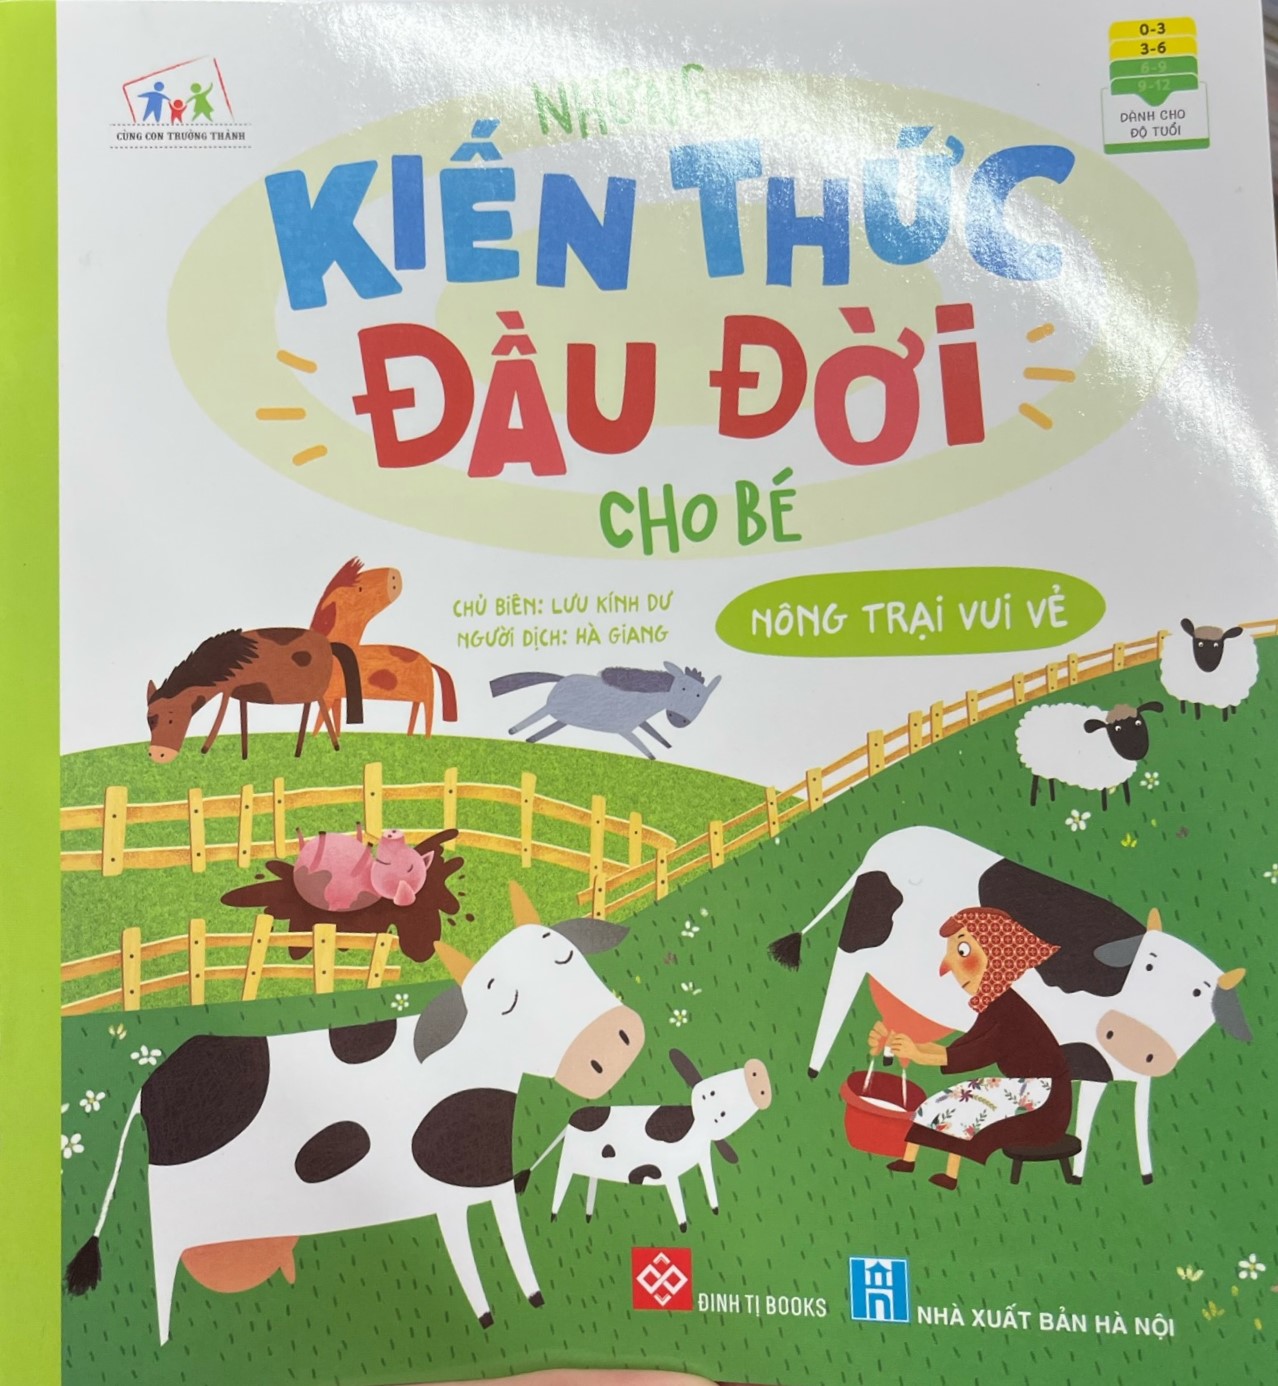 CÙNG CON TRƯỞNG THÀNH
0-3
3-6
6-9
9-12
DÀNH CHO
ĐỘ TUỔI
NHỮNG
KIẾN THỨC
ĐẦU ĐỜI
CHO BÉ
CHỦ BIÊN: LƯU KÍNH DƯ
NGƯỜI DỊCH: HÀ GIANG
NÔNG TRẠI VUI VẺ
ĐINH TỊ BOOKS
NHÀ XUẤT BẢN HÀ NỘI